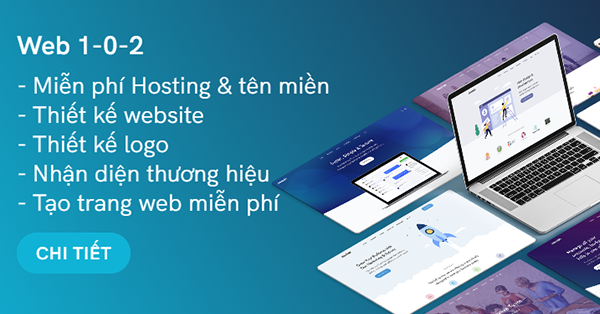 Web 1-0-2
- Miễn phí Hosting & tên miền
- Thiết kế website
- Thiết kế logo
- Nhận diện thương hiệu
- Tạo trang web miễn phí
CHI TIẾT